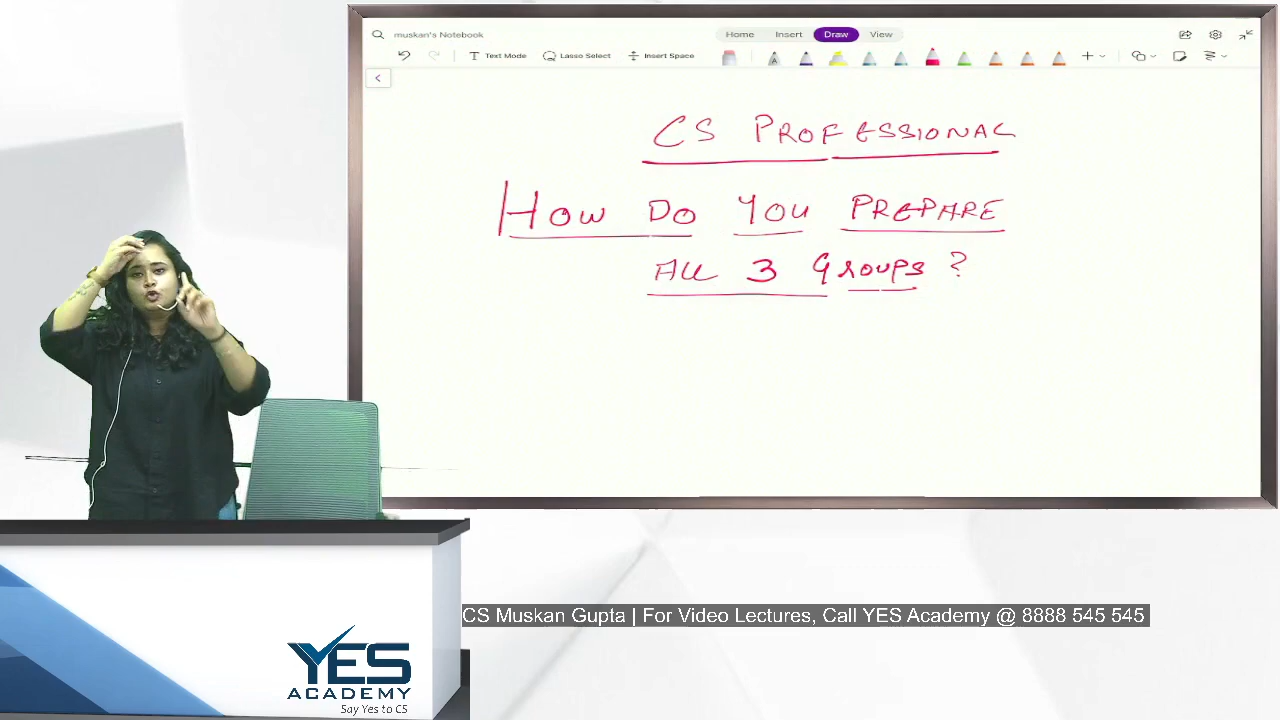 muskan's Notebook
Home Insert Draw View
Text Mode Lasso Select Insert Space
CS PROFESSIONAL
HOW DO YOU PREPARE
ALL 3 Groups ?
CS Muskan Gupta | For Video Lectures, Call YES Academy @ 8888 545 545
YES
ACADEMY
Say Yes to CS